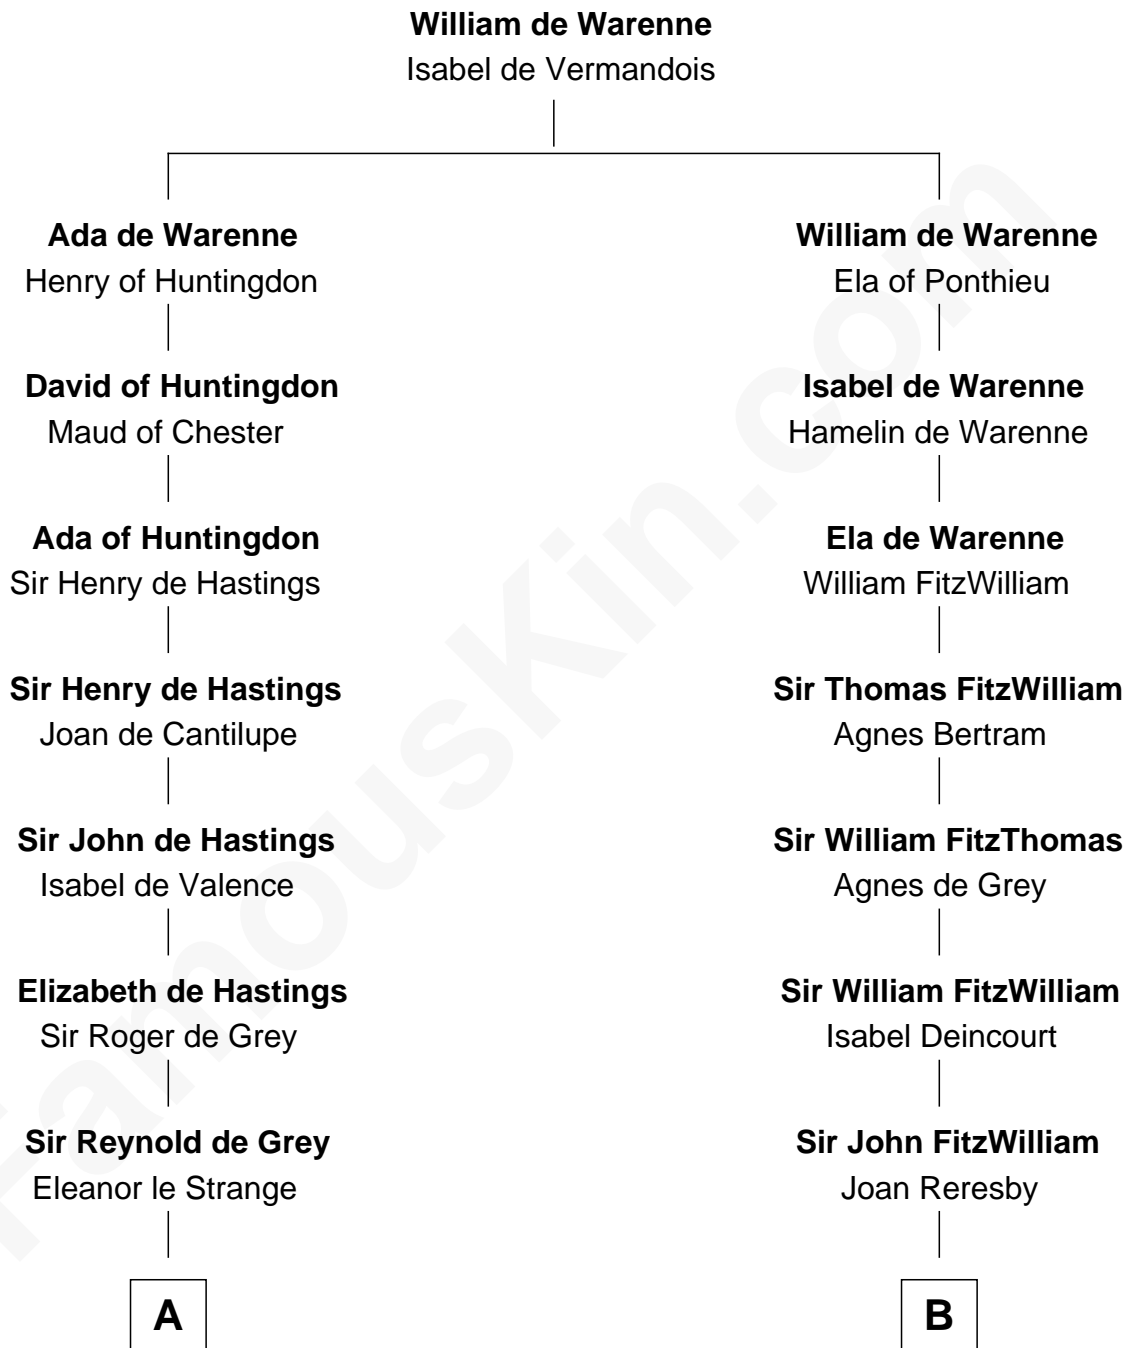 William de Warenne
Isabel de Vermandois
Ada de Warenne
Henry of Huntingdon
David of Huntingdon
Maud of Chester
Ada of Huntingdon
Sir Henry de Hastings
Sir Henry de Hastings
Joan de Cantilupe
Sir John de Hastings
Isabel de Valence
Elizabeth de Hastings
Sir Roger de Grey
Sir Reynold de Grey
Eleanor le Strange
A
William de Warenne
Ela of Ponthieu
Isabel de Warenne
Hamelin de Warenne
Ela de Warenne
William FitzWilliam
Sir Thomas FitzWilliam
Agnes Bertram
Sir William FitzThomas
Agnes de Grey
Sir William FitzWilliam
Isabel Deincourt
Sir John FitzWilliam
Joan Reresby
B
FamousKin.com